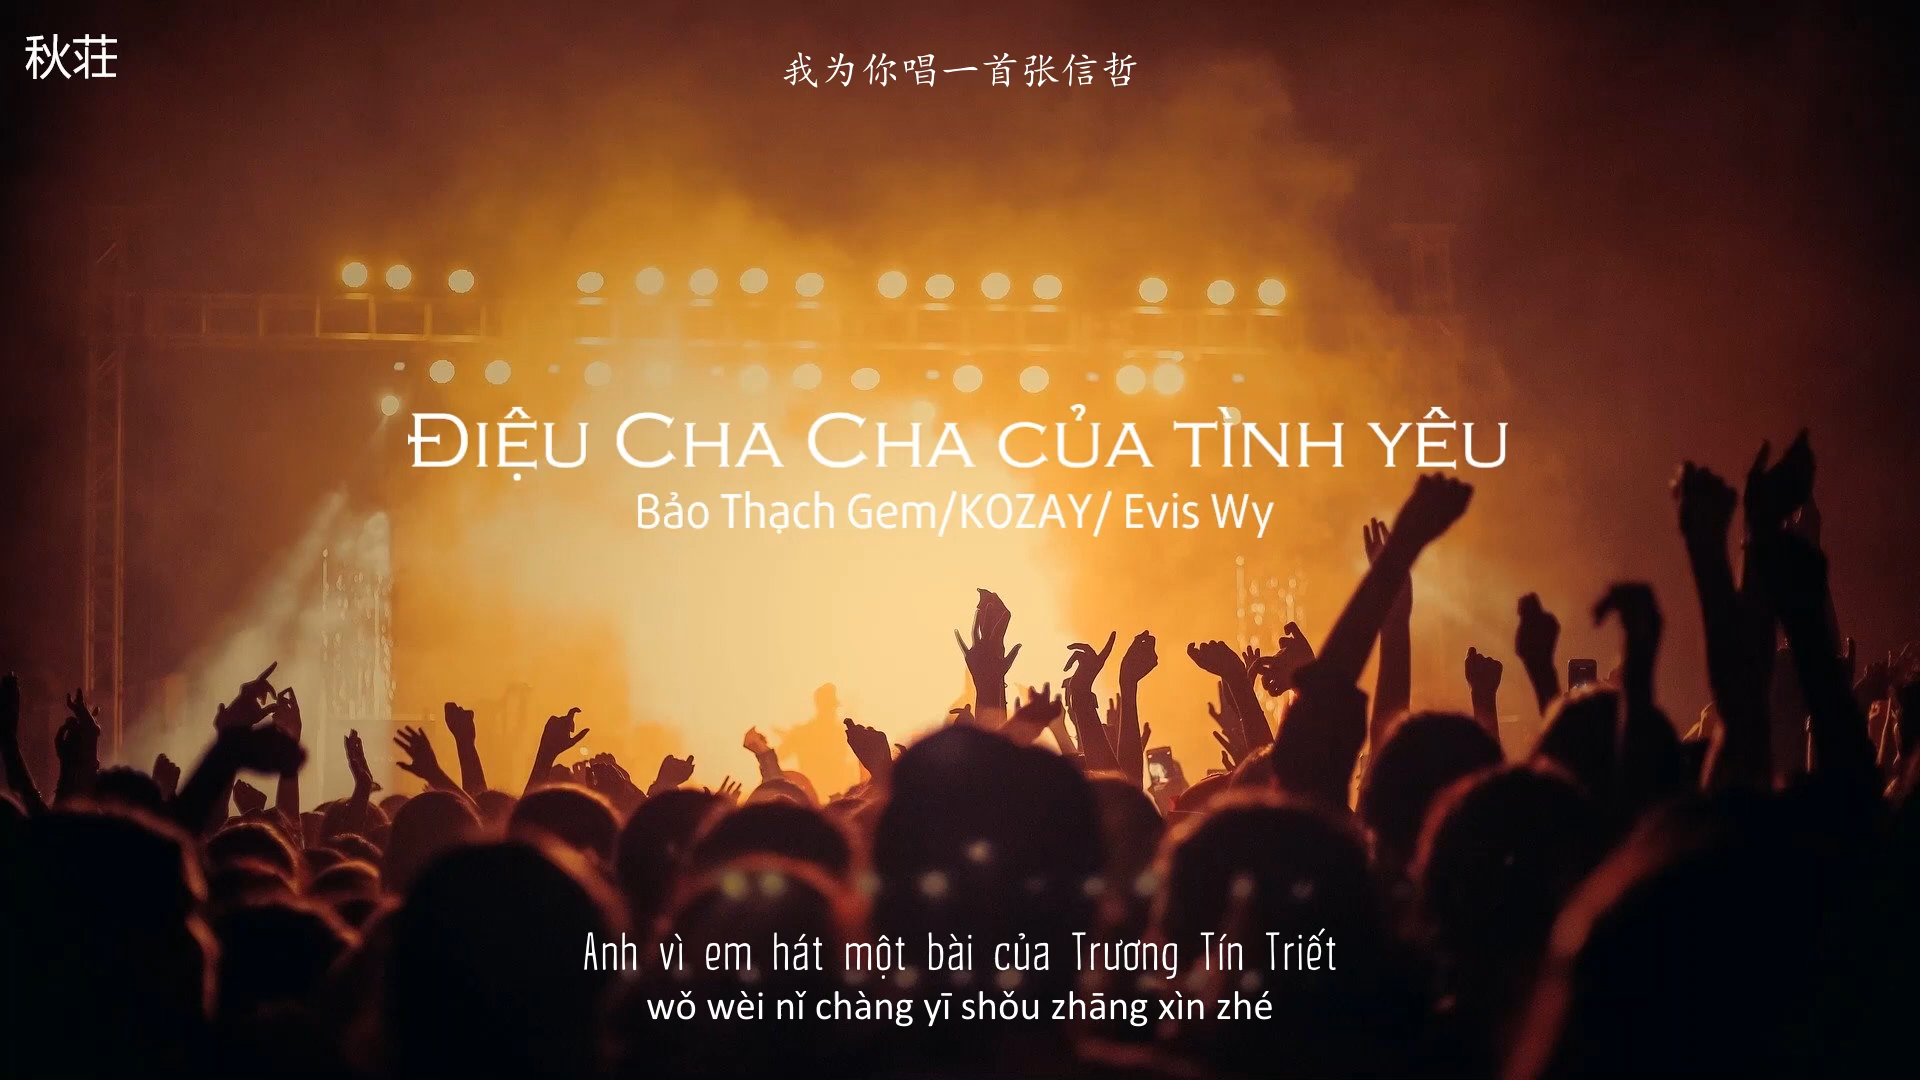 秋荘
我为你唱一首张信哲
Điệu Cha Cha của tình yêu
Bảo Thạch Gem/KOZAY/ Evis Wy
Anh vì em hát một bài của Trương Tín Triết
wǒ wèi nǐ chàng yī shǒu zhāng xìn zhé